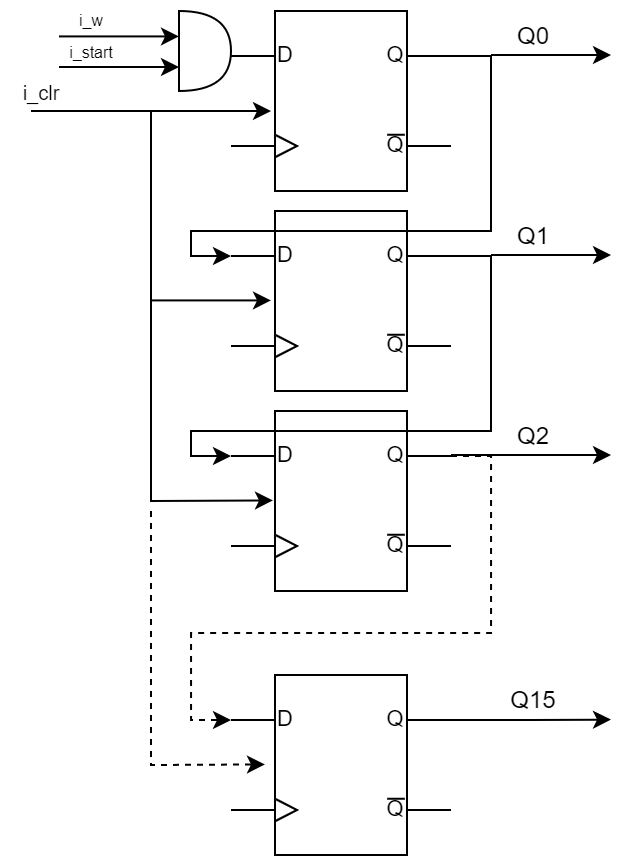 i_w
i_start
i_clr
D Q Q0
Q̅
D Q Q1
Q̅
D Q Q2
Q̅
D Q Q15
Q̅